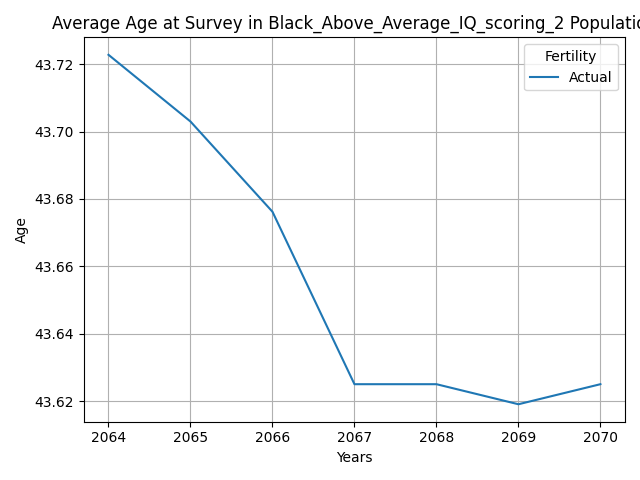 Average Age at Survey in Black_Above_Average_IQ_scoring_2 Populatio
Fertility
Actual
43.72
43.70
43.68
43.66
43.64
43.62
Age
2064 2065 2066 2067 2068 2069 2070
Years